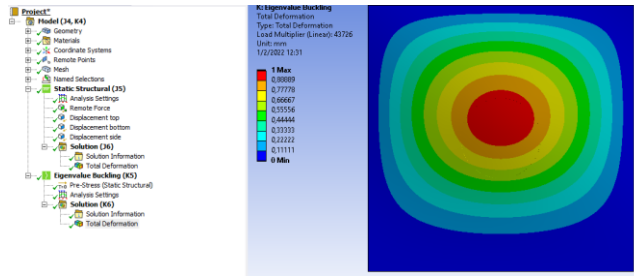 Project*
Model (J4, K4)
Geometry
Materials
Coordinate Systems
Remote Points
Mesh
Named Selections
Static Structural (J5)
Analysis Settings
Remote Force
Displacement top
Displacement bottom
Displacement side
Solution (J6)
Solution Information
Total Deformation
Eigenvalue Buckling (K5)
Pre-Stress (Static Structural)
Analysis Settings
Solution (K6)
Solution Information
Total Deformation
K: Eigenvalue Buckling
Total Deformation
Type: Total Deformation
Load Multiplier (Linear): 43726
Unit: mm
1/2/2022 12:31
1 Max
0,88889
0,77778
0,66667
0,55556
0,44444
0,33333
0,22222
0,11111
0 Min